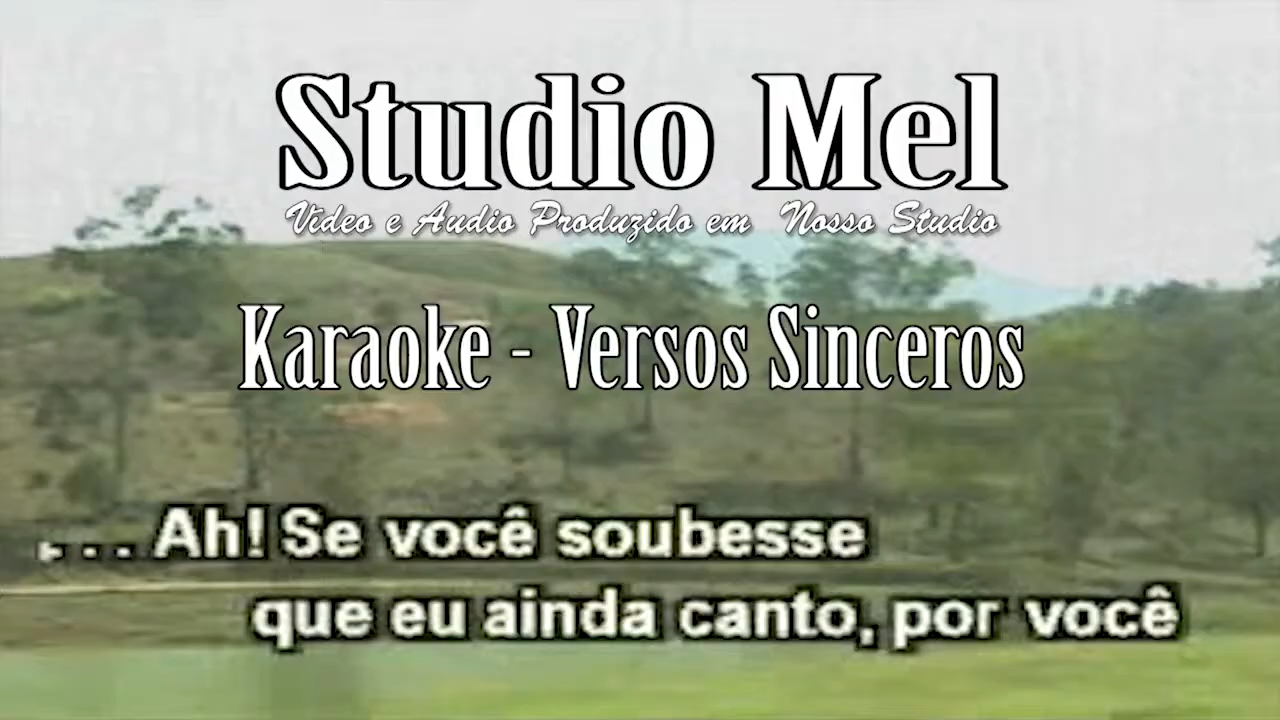 Studio Mel
Video e Audio Produzido em Nosso Studio
Karaoke - Versos Sinceros
. . . Ah! Se você soubesse
que eu ainda canto, por você